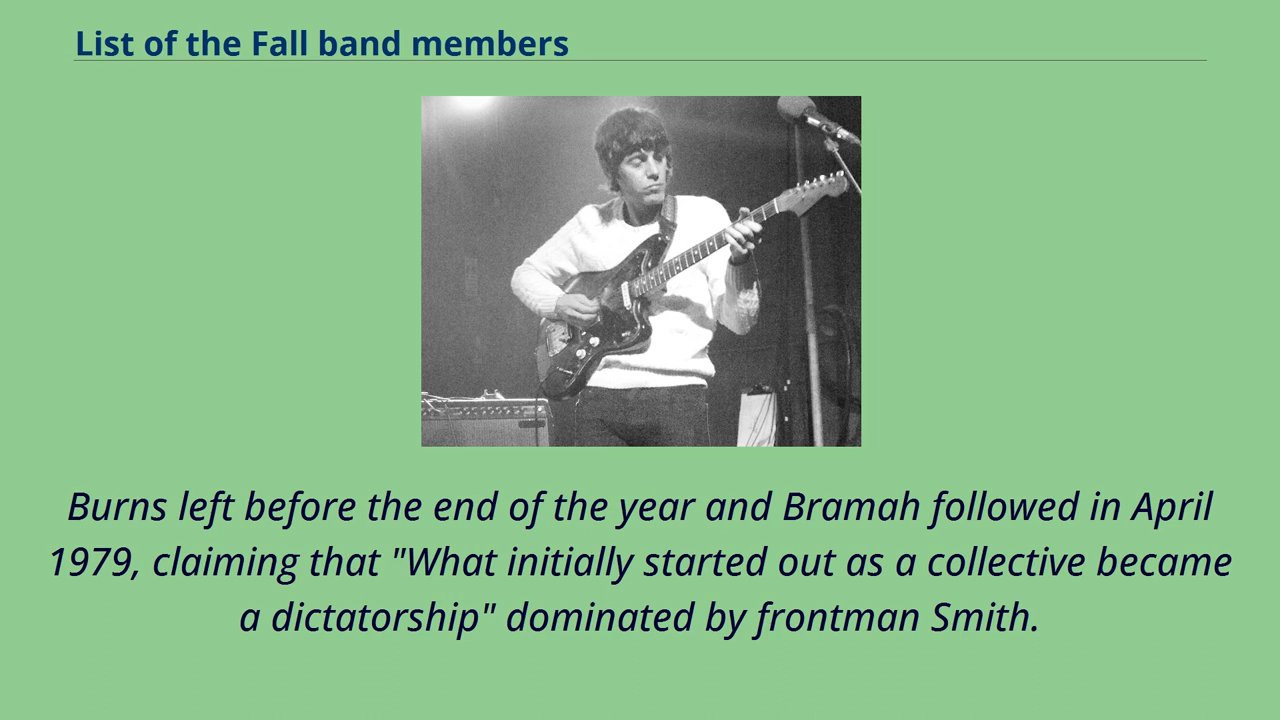 List of the Fall band members
Burns left before the end of the year and Bramah followed in April
1979, claiming that "What initially started out as a collective became
a dictatorship" dominated by frontman Smith.